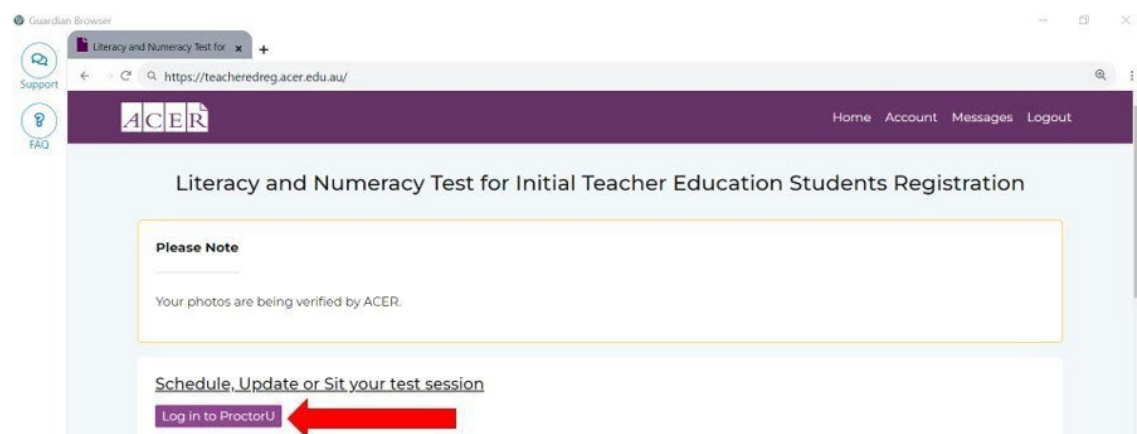 Guardian Browser
Literacy and Numeracy Test for x +
Support
https://teacheredreg.acer.edu.au/
FAQ
ACER
Home Account Messages Logout
Literacy and Numeracy Test for Initial Teacher Education Students Registration
Please Note
Your photos are being verified by ACER.
Schedule, Update or Sit your test session
Log in to ProctorU